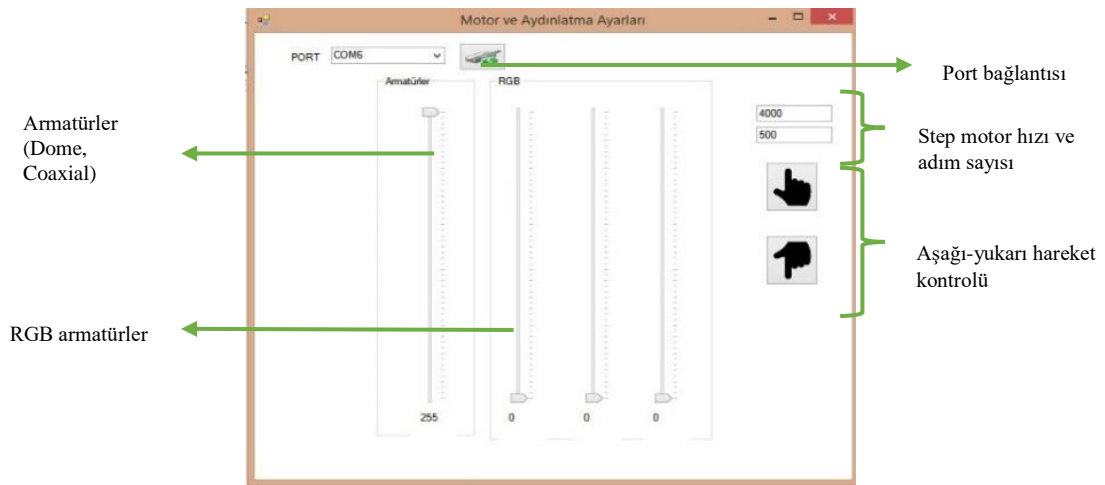 Motor ve Aydınlatma Ayarları
PORT COM6
Port bağlantısı
Armatürler
RGB
4000
500
Step motor hızı ve
adım sayısı
Armatürler
(Dome,
Coaxial)
Aşağı-yukarı hareket
kontrolü
RGB armatürler
255
0
0
0